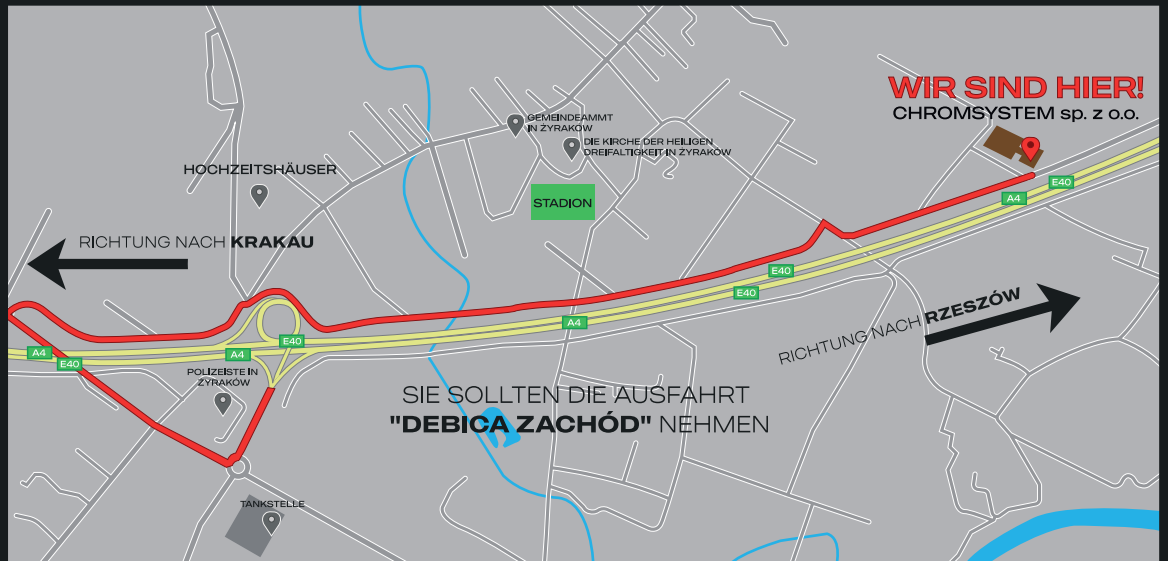 WIR SIND HIER!
CHROMSYSTEM sp. z o.o.
GEMEINDEAMMT
IN ŻYRAKÓW
DIE KIRCHE DER HEILIGEN
DREIFALTIGKEIT IN ŻYRAKÓW
HOCHZEITSHÄUSER
STADION
E40
A4
RICHTUNG NACH KRAKAU
E40
E40
RICHTUNG NACH RZESZÓW
A4
E40
A4
A4
E40
POLIZEISTE IN
ŻYRAKÓW
SIE SOLLTEN DIE AUSFAHRT
"DEBICA ZACHÓD" NEHMEN
TANKSTELLE